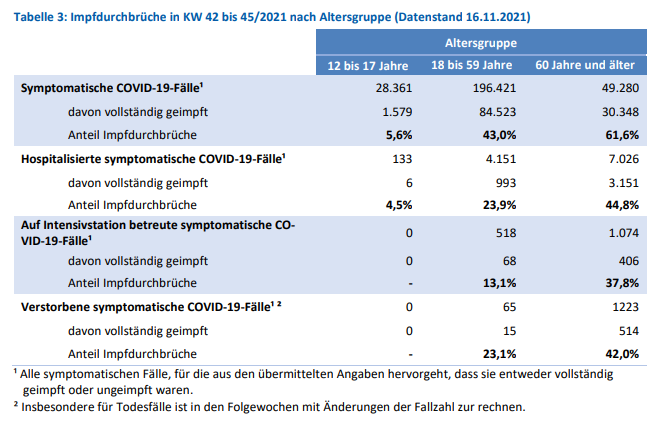 Tabelle 3: Impfdurchbrüche in KW 42 bis 45/2021 nach Altersgruppe (Datenstand 16.11.2021)
Altersgruppe
12 bis 17 Jahre 18 bis 59 Jahre 60 Jahre und älter
Symptomatische COVID-19-Fälle¹ 28.361 196.421 49.280
davon vollständig geimpft 1.579 84.523 30.348
Anteil Impfdurchbrüche 5,6% 43,0% 61,6%
Hospitalisierte symptomatische COVID-19-Fälle¹ 133 4.151 7.026
davon vollständig geimpft 6 993 3.151
Anteil Impfdurchbrüche 4,5% 23,9% 44,8%
Auf Intensivstation betreute symptomatische CO-
VID-19-Fälle¹ 0 518 1.074
davon vollständig geimpft 0 68 406
Anteil Impfdurchbrüche - 13,1% 37,8%
Verstorbene symptomatische COVID-19-Fälle¹ ² 0 65 1223
davon vollständig geimpft 0 15 514
Anteil Impfdurchbrüche - 23,1% 42,0%
¹ Alle symptomatischen Fälle, für die aus den übermittelten Angaben hervorgeht, dass sie entweder vollständig
geimpft oder ungeimpft waren.
² Insbesondere für Todesfälle ist in den Folgewochen mit Änderungen der Fallzahl zu rechnen.